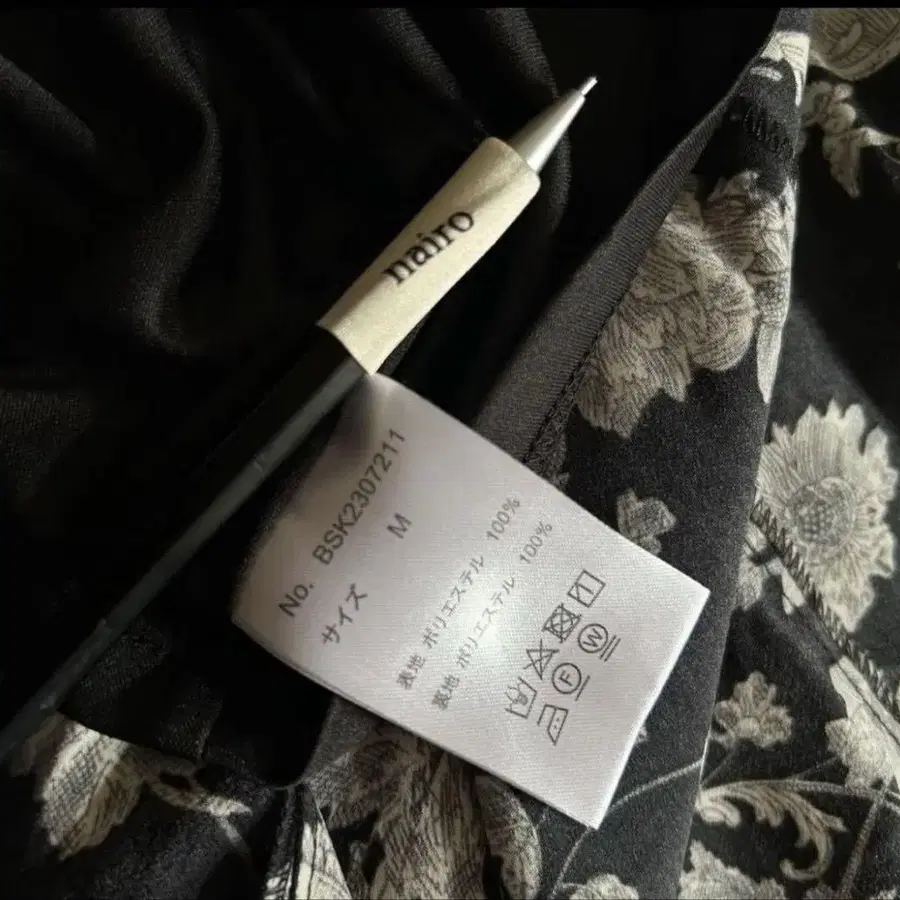 nairo
No. BSK2307211
サイズ M
表地 ポリエステル 100%
裏地 ポリエステル 100%
F W